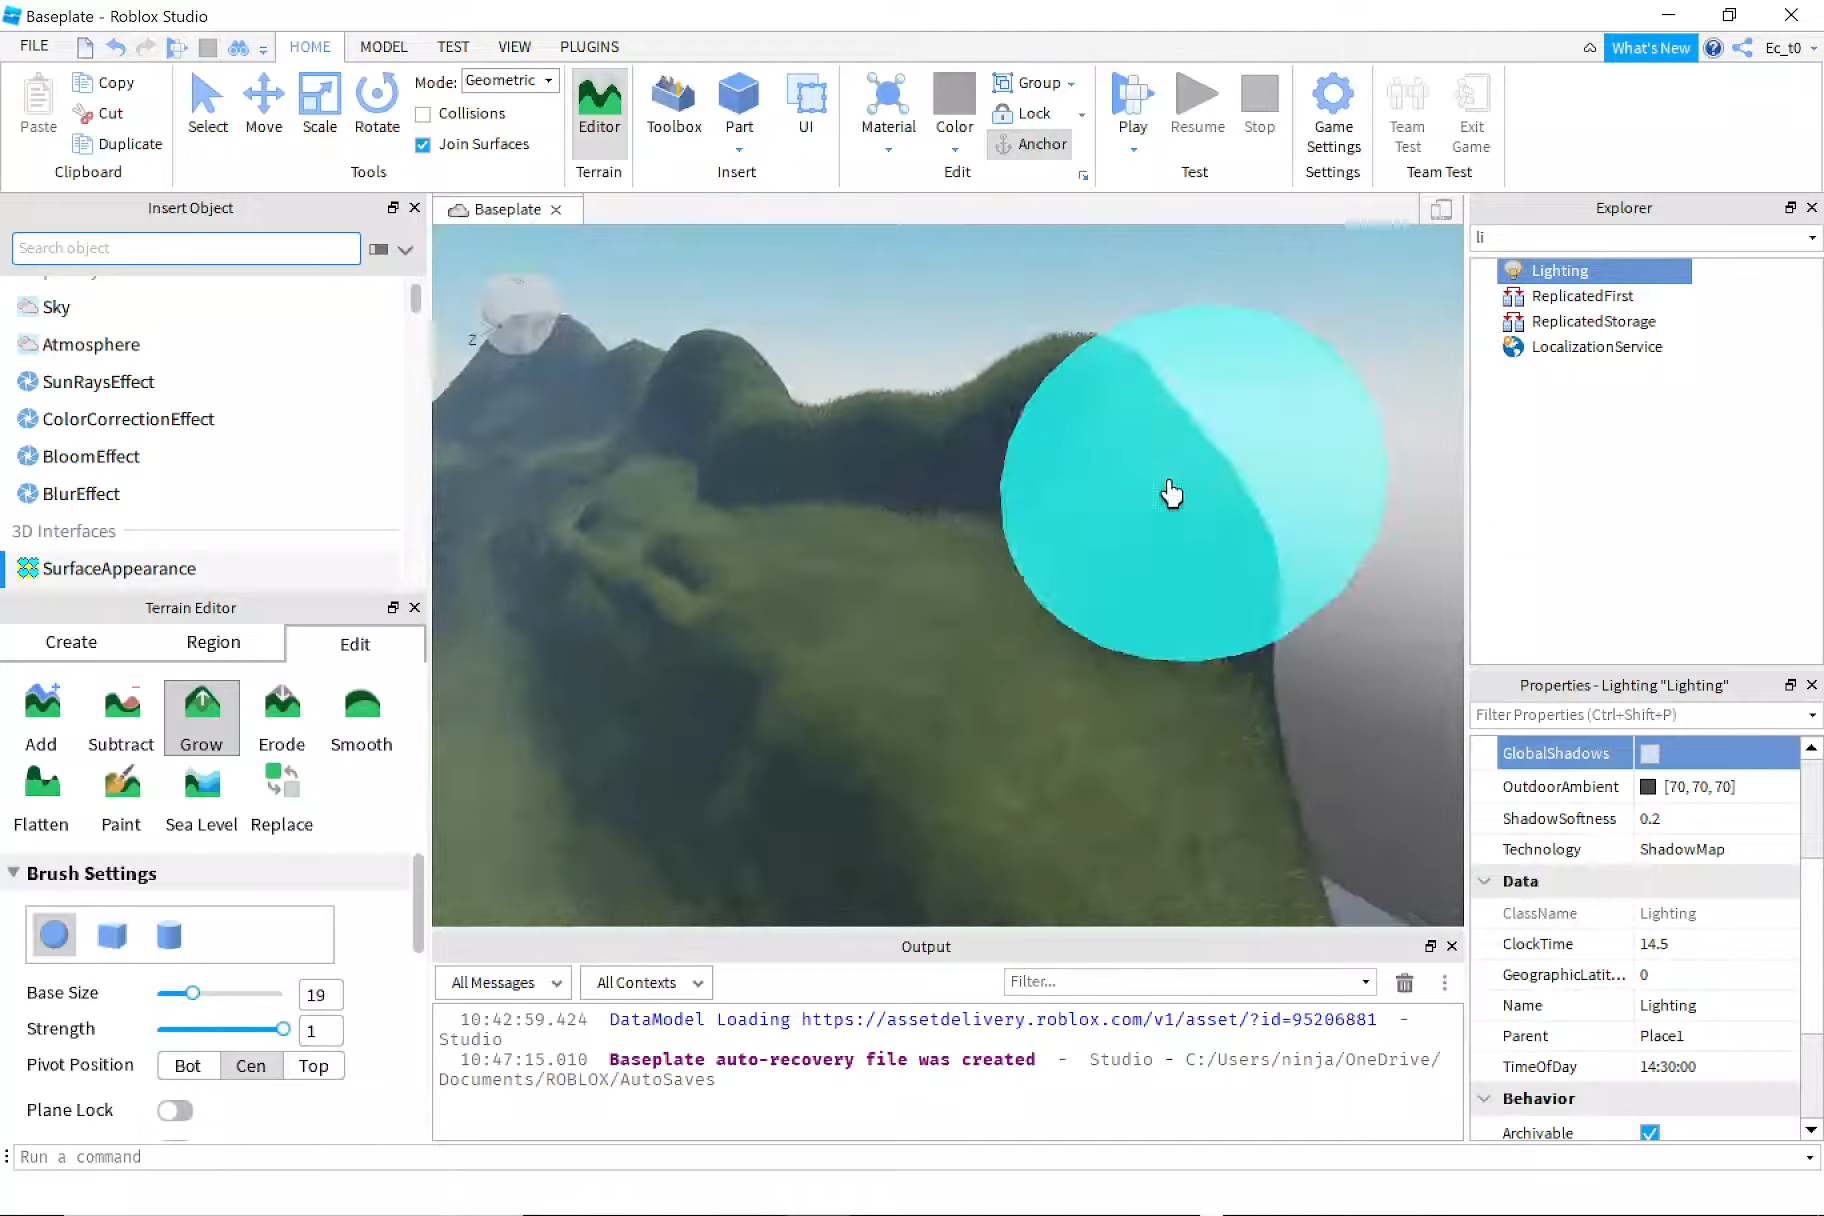 Baseplate - Roblox Studio
FILE HOME MODEL TEST VIEW PLUGINS What's New Ec_t0
Paste Copy Cut Duplicate
Clipboard
Select Move Scale Rotate
Mode: Geometric
Collisions
Join Surfaces
Tools
Editor
Terrain
Toolbox Part UI
Insert
Material Color
Group
Lock
Anchor
Edit
Play Resume Stop
Test
Game Settings
Settings
Team Test
Exit Game
Team Test
Insert Object
Search object
Sky
Atmosphere
SunRaysEffect
ColorCorrectionEffect
BloomEffect
BlurEffect
3D Interfaces
SurfaceAppearance
Terrain Editor
Create Region Edit
Add Subtract Grow Erode Smooth
Flatten Paint Sea Level Replace
Brush Settings
Base Size 19
Strength 1
Pivot Position Bot Cen Top
Plane Lock
Baseplate
Z
Output
All Messages All Contexts Filter...
10:42:59.424 DataModel Loading https://assetdelivery.roblox.com/v1/asset/?id=95206881 -
Studio
10:47:15.010 Baseplate auto-recovery file was created - Studio - C:/Users/ninja/OneDrive/
Documents/ROBLOX/AutoSaves
Explorer
li
Lighting
ReplicatedFirst
ReplicatedStorage
LocalizationService
Properties - Lighting "Lighting"
Filter Properties (Ctrl+Shift+P)
GlobalShadows
OutdoorAmbient [70, 70, 70]
ShadowSoftness 0.2
Technology ShadowMap
Data
ClassName Lighting
ClockTime 14.5
GeographicLatit... 0
Name Lighting
Parent Place1
TimeOfDay 14:30:00
Behavior
Archivable
Run a command